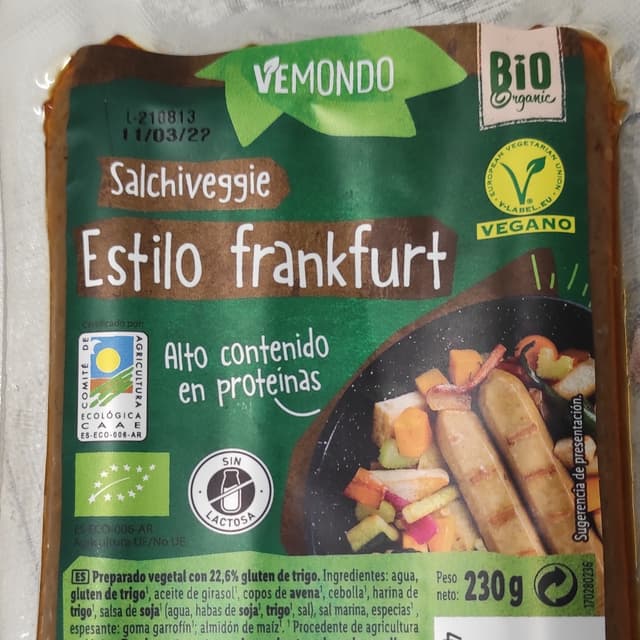 VEMONDO
BiO
Organic
L-210813
11/03/22
Salchiveggie
EUROPEAN VEGETARIAN UNION
V-LABEL.EU
VEGANO
Estilo frankfurt
Certificado por:
COMITÉ DE AGRICULTURA
ECOLÓGICA
CAAE
ES-ECO-006-AR
Alto contenido
en proteínas
SIN
LACTOSA
ES-ECO-006-AR
Agricultura UE/No UE
Sugerencia de presentación.
ES Preparado vegetal con 22,6% gluten de trigo. Ingredientes: agua,
gluten de trigo¹, aceite de girasol¹, copos de avena¹, cebolla¹, harina de
trigo¹, salsa de soja¹ (agua, habas de soja¹, trigo¹, sal), sal marina, especias¹,
espesante: goma garrofín¹; almidón de maíz¹. ¹ Procedente de agricultura
Peso
neto: 230g
170280236